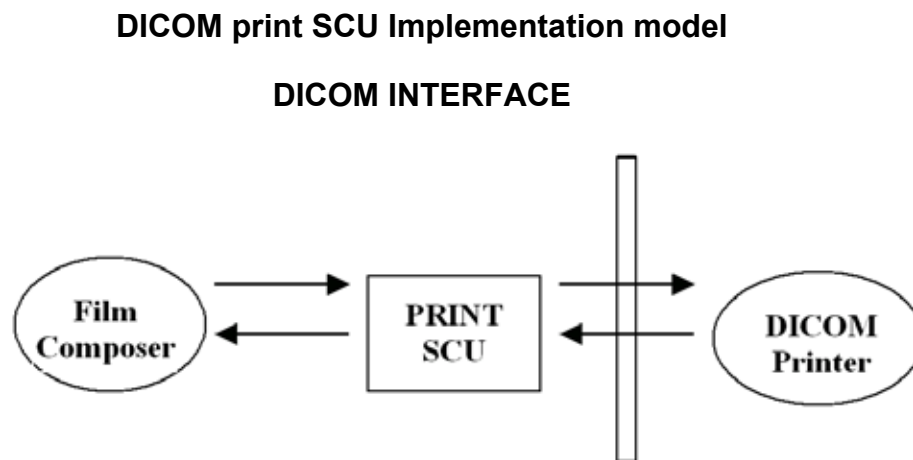 DICOM print SCU Implementation model
DICOM INTERFACE
Film
Composer
PRINT
SCU
DICOM
Printer